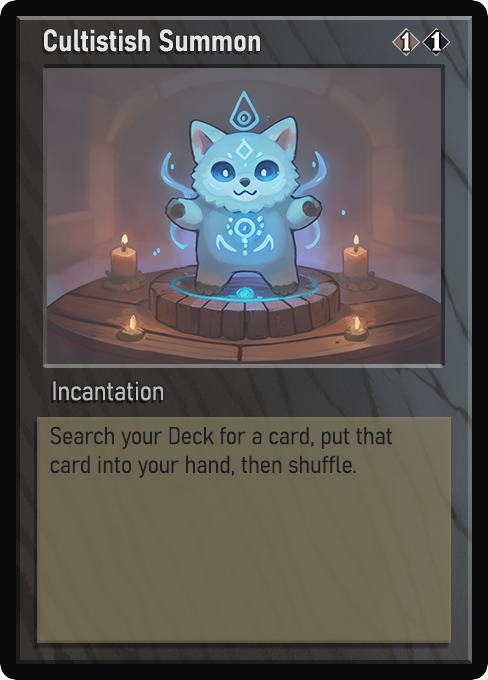 Cultistish Summon 1 1
Incantation
Search your Deck for a card, put that
card into your hand, then shuffle.